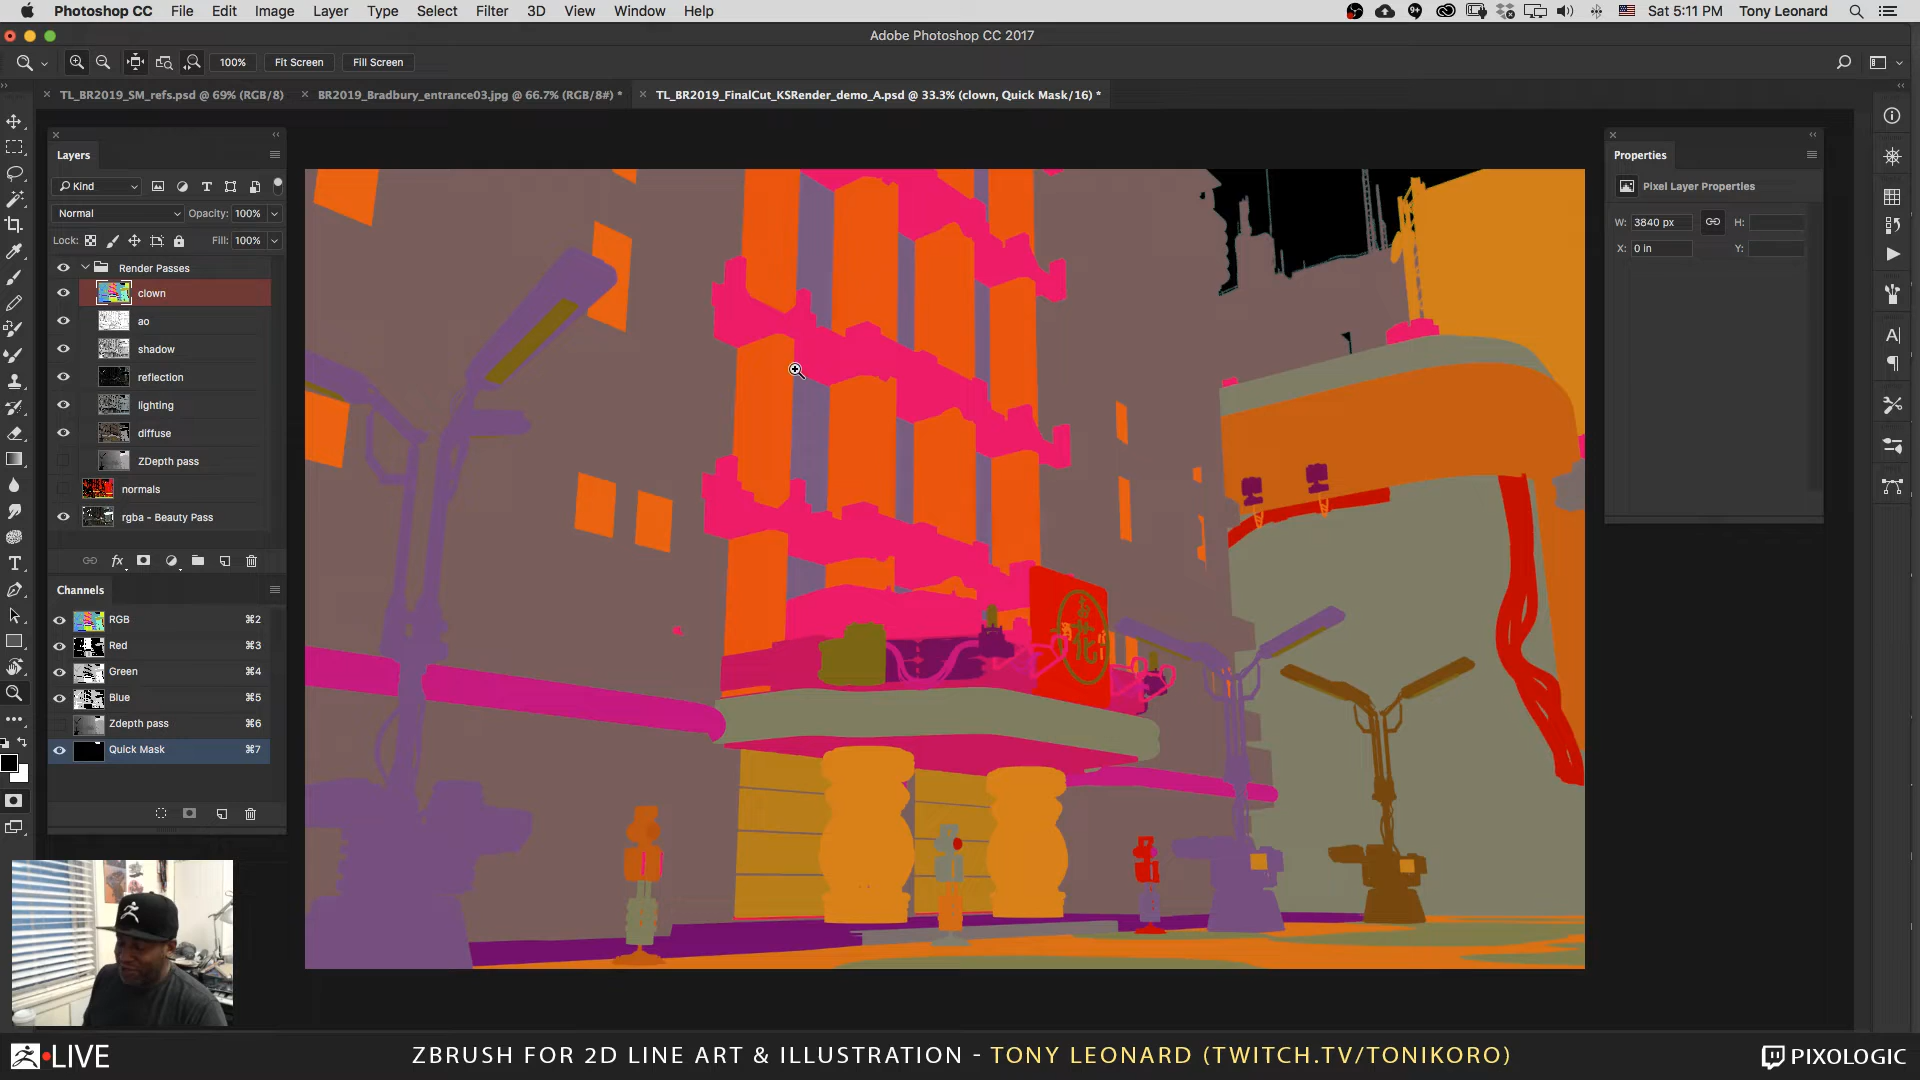 Photoshop CC File Edit Image Layer Type Select Filter 3D View Window Help
9+ Sat 5:11 PM Tony Leonard
Adobe Photoshop CC 2017
100% Fit Screen Fill Screen
TL_BR2019_SM_refs.psd @ 69% (RGB/8) BR2019_Bradbury_entrance03.jpg @ 66.7% (RGB/8#) * TL_BR2019_FinalCut_KSRender_demo_A.psd @ 33.3% (clown, Quick Mask/16) *
Layers
Kind
Normal Opacity: 100%
Lock: Fill: 100%
Render Passes
clown
ao
shadow
reflection
lighting
diffuse
ZDepth pass
normals
rgba - Beauty Pass
fx
Channels
RGB ⌘2
Red ⌘3
Green ⌘4
Blue ⌘5
Zdepth pass ⌘6
Quick Mask ⌘7
Properties
Pixel Layer Properties
W: 3840 px H:
X: 0 in Y:
花
LIVE
ZBRUSH FOR 2D LINE ART & ILLUSTRATION - TONY LEONARD (TWITCH.TV/TONIKORO)
PIXOLOGIC